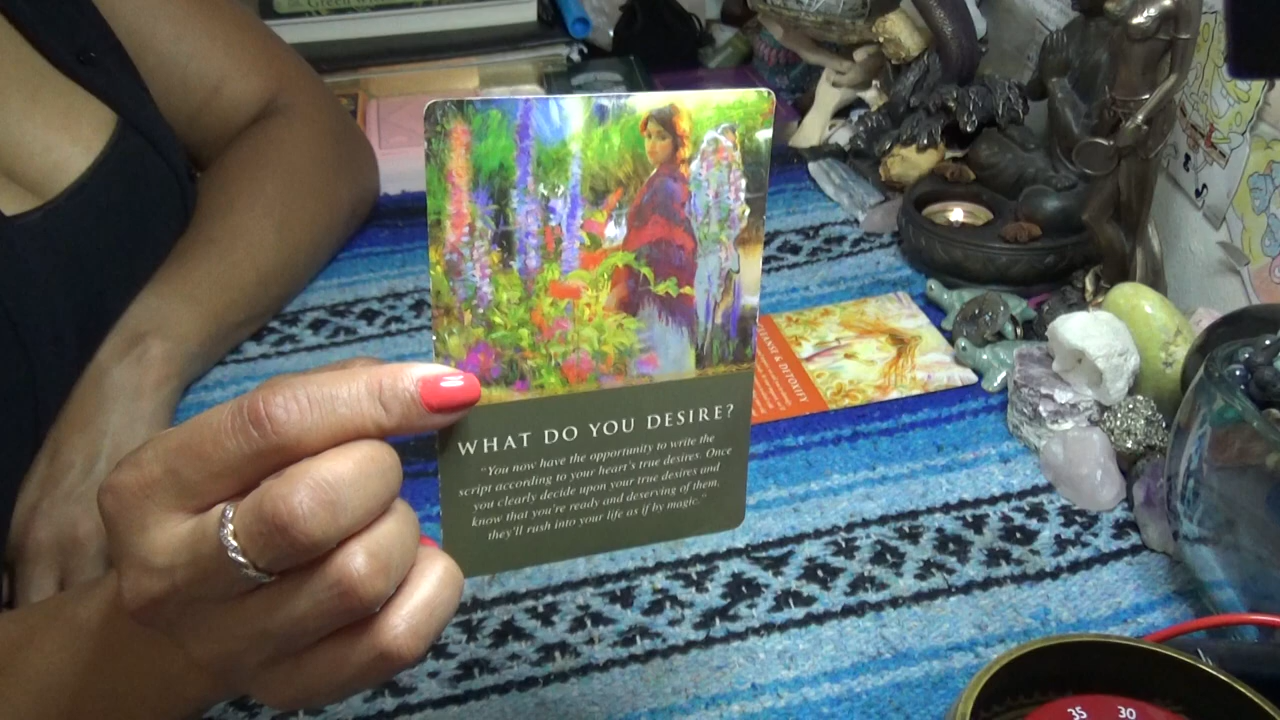 Green
WHAT DO YOU DESIRE?
"You now have the opportunity to write the
script according to your heart's true desires. Once
you clearly decide upon your true desires and
know that you're ready and deserving of them,
they'll rush into your life as if by magic."
CLEANSE & DETOXIFY
35 30